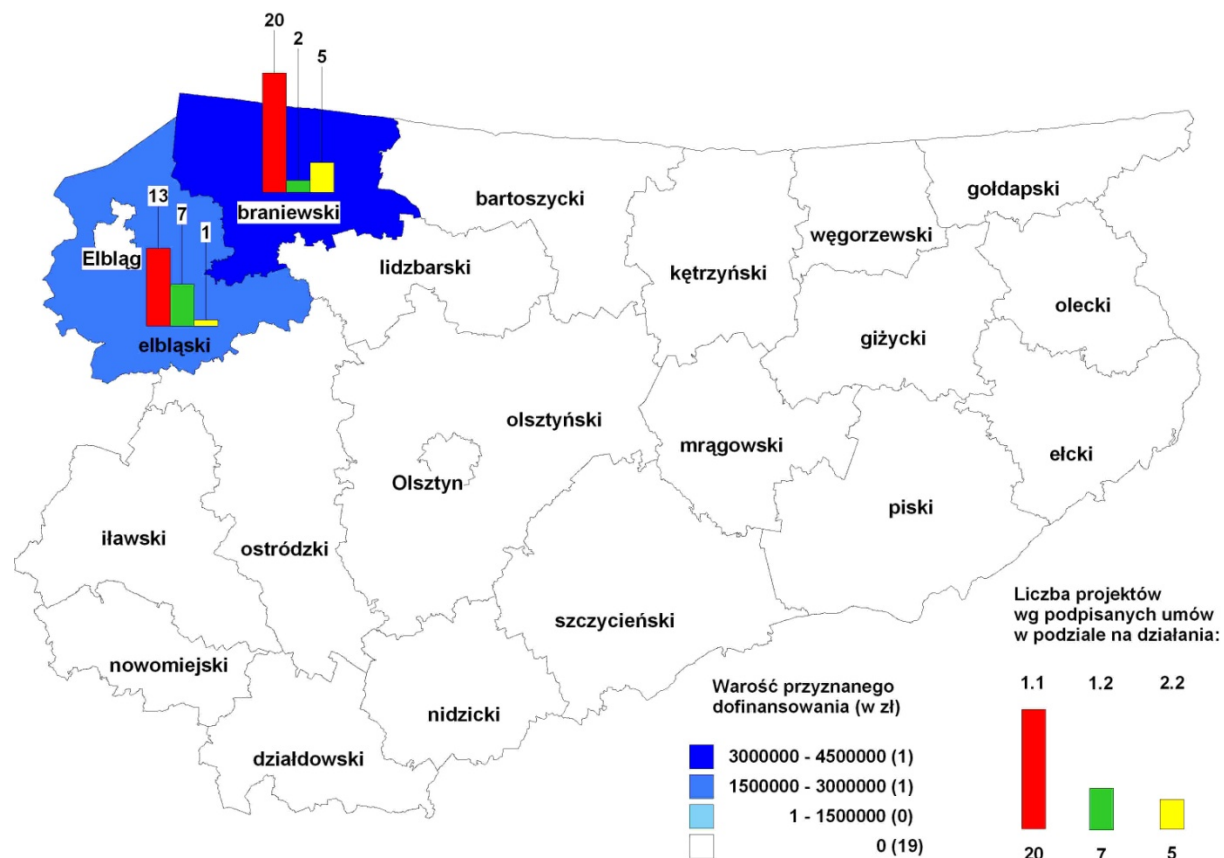 20
2
5
braniewski
13
7
1
Elbląg
elbląski
bartoszycki
lidzbarski
kętrzyński
węgorzewski
gołdapski
olecki
giżycki
ełcki
mrągowski
piski
olsztyński
Olsztyn
iławski
ostródzki
szczycieński
nowomiejski
nidzicki
działdowski
Warość przyznanego
dofinansowania (w zł)
3000000 - 4500000 (1)
1500000 - 3000000 (1)
1 - 1500000 (0)
0 (19)
Liczba projektów
wg podpisanych umów
w podziale na działania:
1.1 1.2 2.2
20 7 5